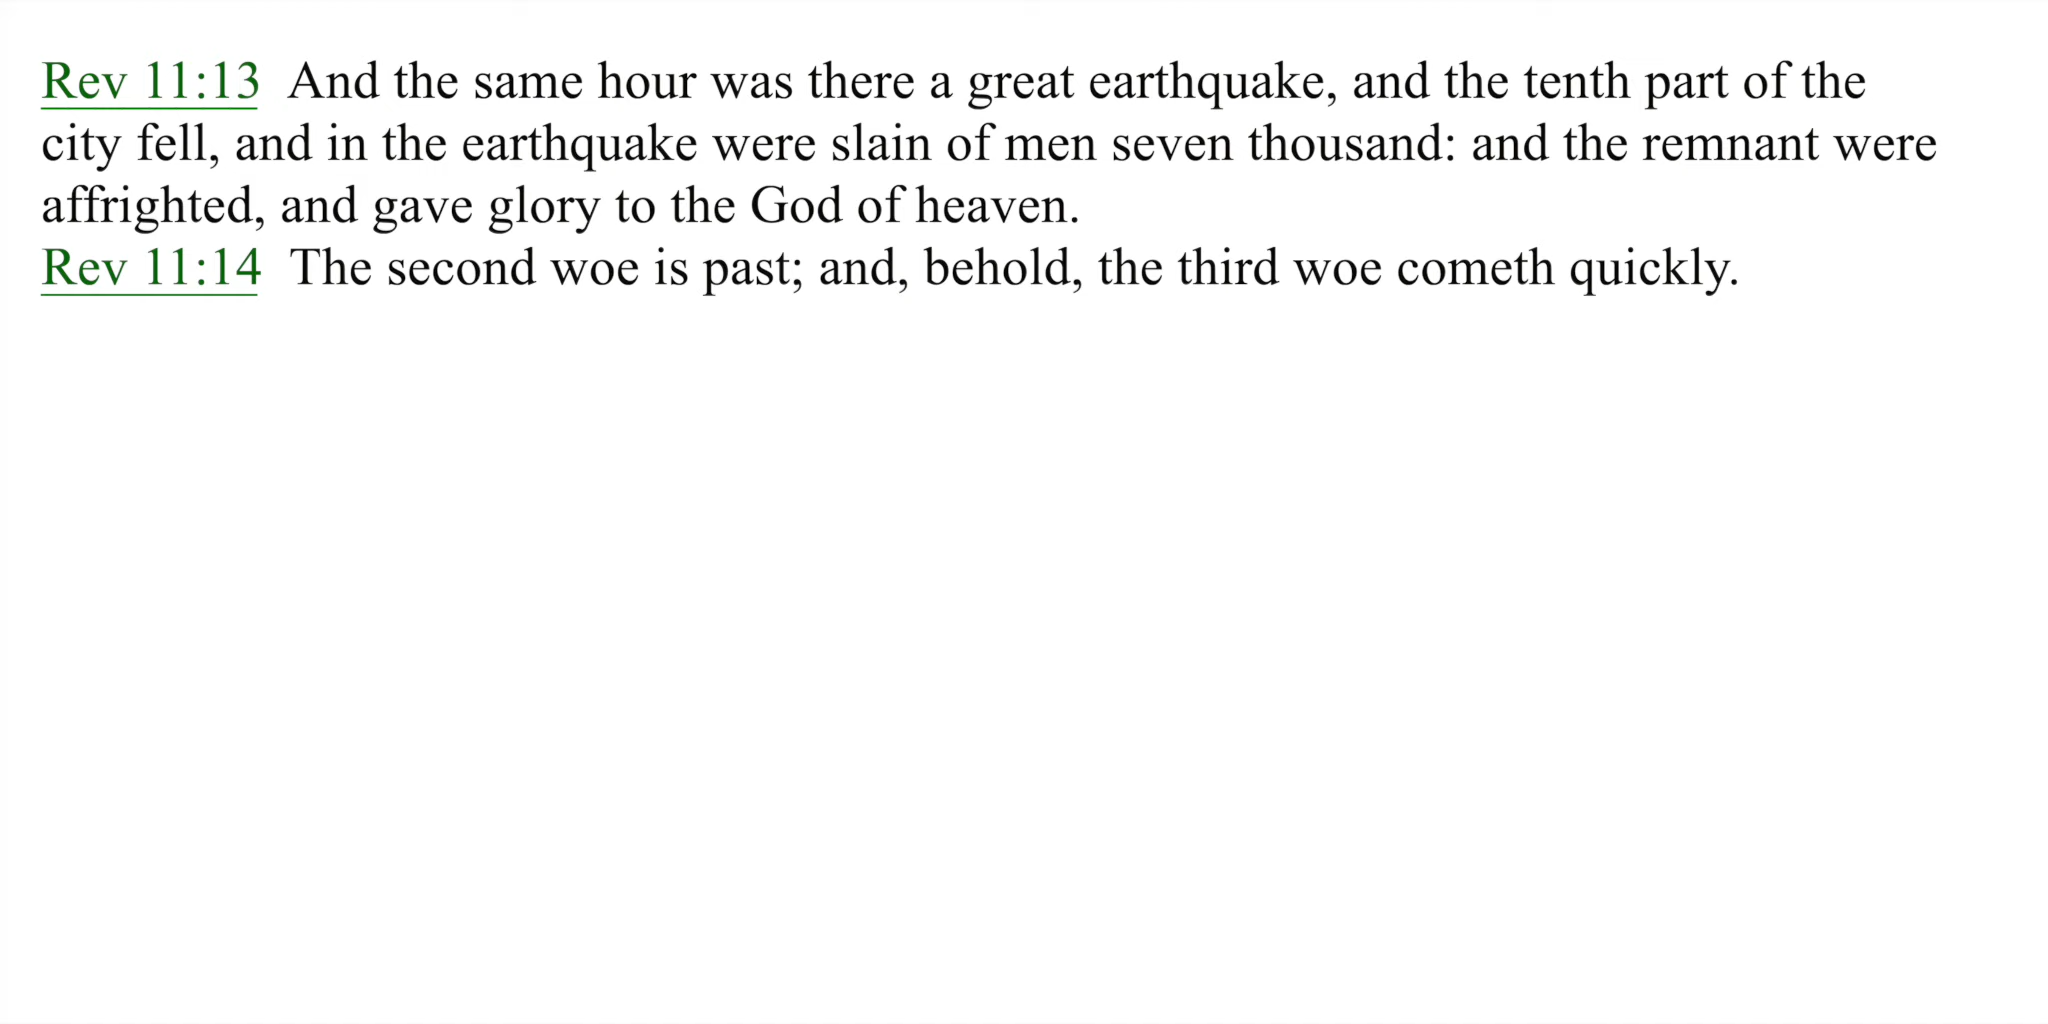 Rev 11:13  And the same hour was there a great earthquake, and the tenth part of the
city fell, and in the earthquake were slain of men seven thousand: and the remnant were
affrighted, and gave glory to the God of heaven.
Rev 11:14  The second woe is past; and, behold, the third woe cometh quickly.